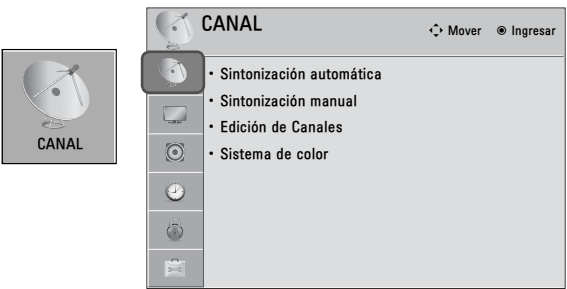 CANAL
CANAL
Mover
Ingresar
• Sintonización automática
• Sintonización manual
• Edición de Canales
• Sistema de color